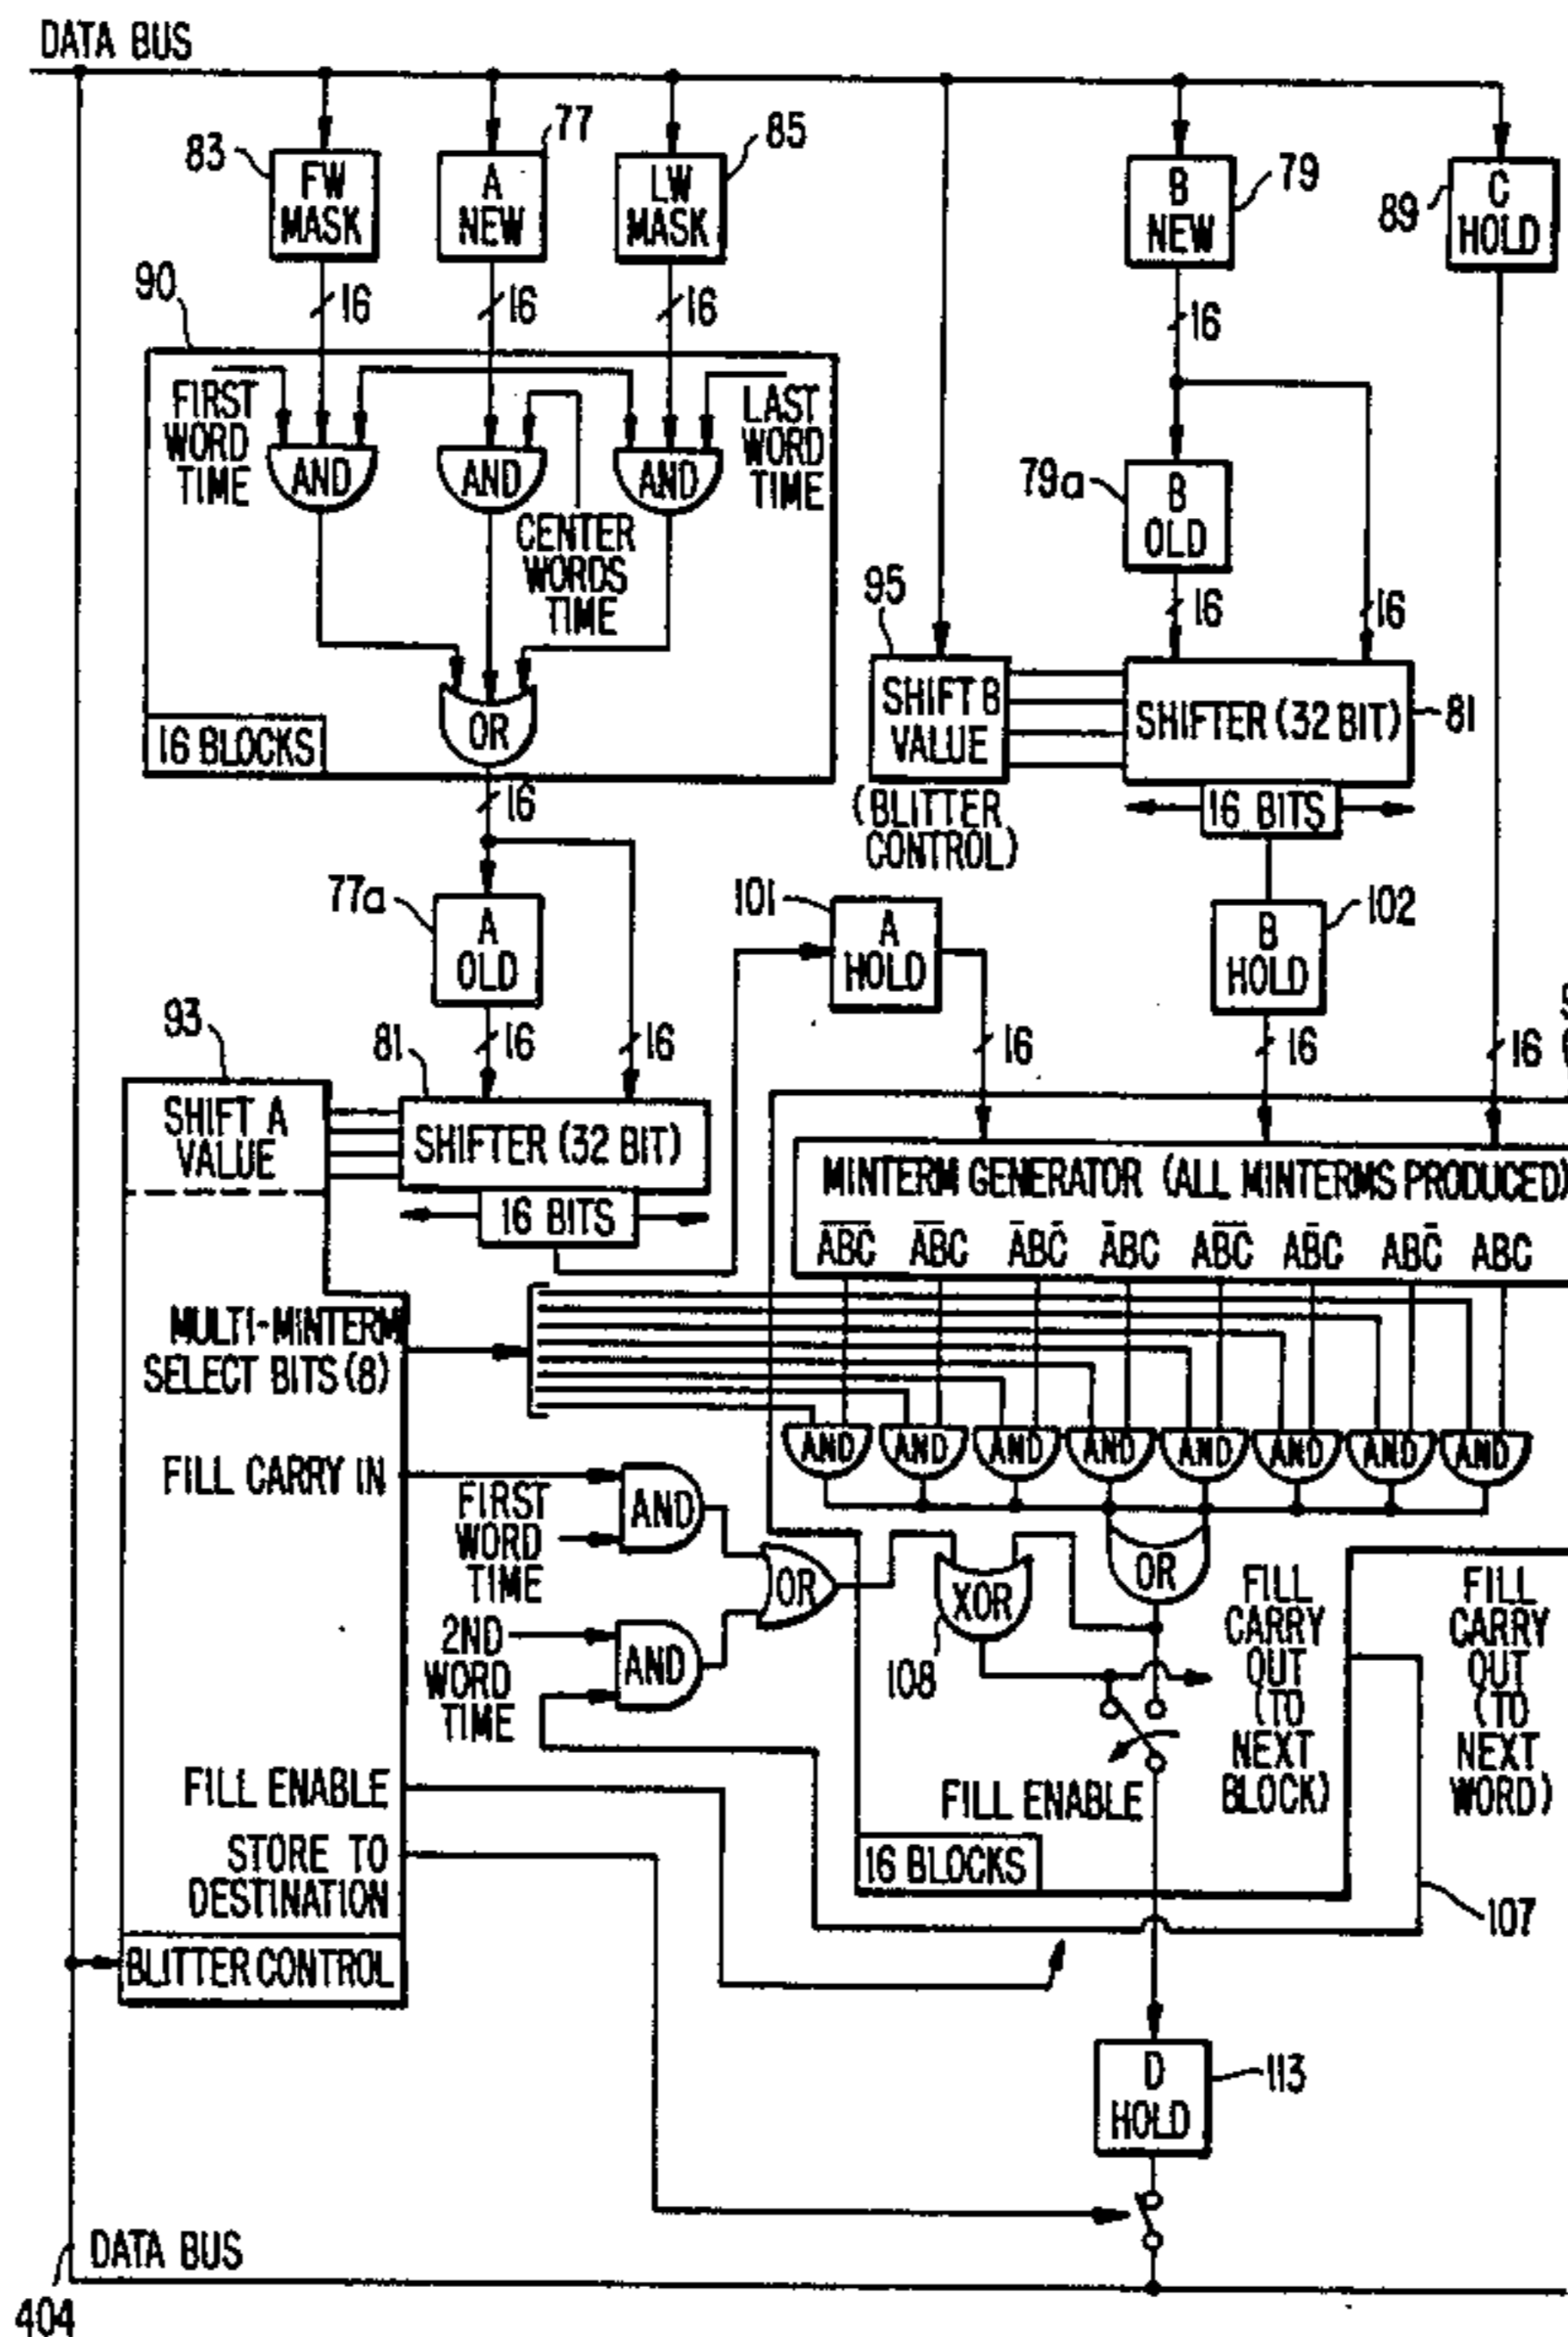 DATA BUS
83
FW
MASK
77
A
NEW
85
LW
MASK
79
B
NEW
89
C
HOLD
16
16
16
16
90
FIRST
WORD
TIME
AND
AND
AND
CENTER
WORDS
TIME
LAST
WORD
TIME
OR
16 BLOCKS
16
79a
B
OLD
16
16
95
SHIFT B
VALUE
(BLITTER
CONTROL)
SHIFTER (32 BIT)
81
16 BITS
77a
A
OLD
101
A
HOLD
102
B
HOLD
16
16
16
16
16
93
SHIFT A
VALUE
81
SHIFTER (32 BIT)
16 BITS
MINTERM GENERATOR (ALL MINTERMS PRODUCED)
A̅B̅C̅ A̅B̅C A̅BC̅ A̅BC AB̅C̅ AB̅C ABC̅ ABC
MULTI-MINTERM
SELECT BITS (8)
AND AND AND AND AND AND AND AND
FILL CARRY IN
FIRST
WORD
TIME
AND
2ND
WORD
TIME
AND
OR
XOR
108
OR
FILL
CARRY
OUT
(TO
NEXT
BLOCK)
FILL
CARRY
OUT
(TO
NEXT
WORD)
FILL ENABLE
16 BLOCKS
107
FILL ENABLE
STORE TO
DESTINATION
BLITTER CONTROL
D
HOLD
113
DATA BUS
404